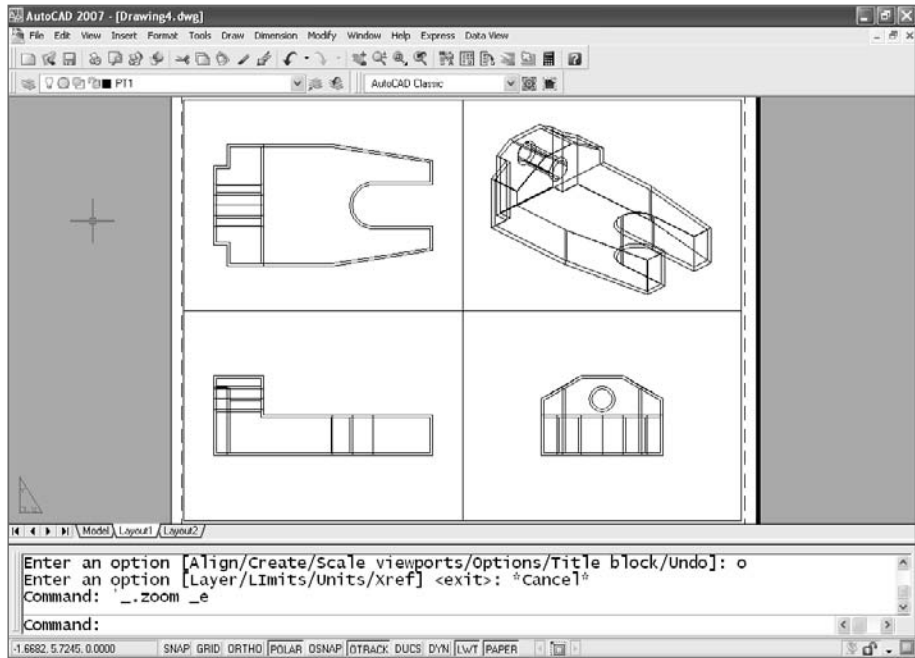 AutoCAD 2007 - [Drawing4.dwg]
File Edit View Insert Format Tools Draw Dimension Modify Window Help Express Data View
PT1 AutoCAD Classic
Model Layout1 Layout2
Enter an option [Align/Create/Scale viewports/Options/Title block/Undo]: o
Enter an option [Layer/LImits/Units/Xref] <exit>: *Cancel*
Command: '_.zoom _e
Command:
-1.6682, 5.7245, 0.0000 SNAP GRID ORTHO POLAR OSNAP OTRACK DUCS DYN LWT PAPER